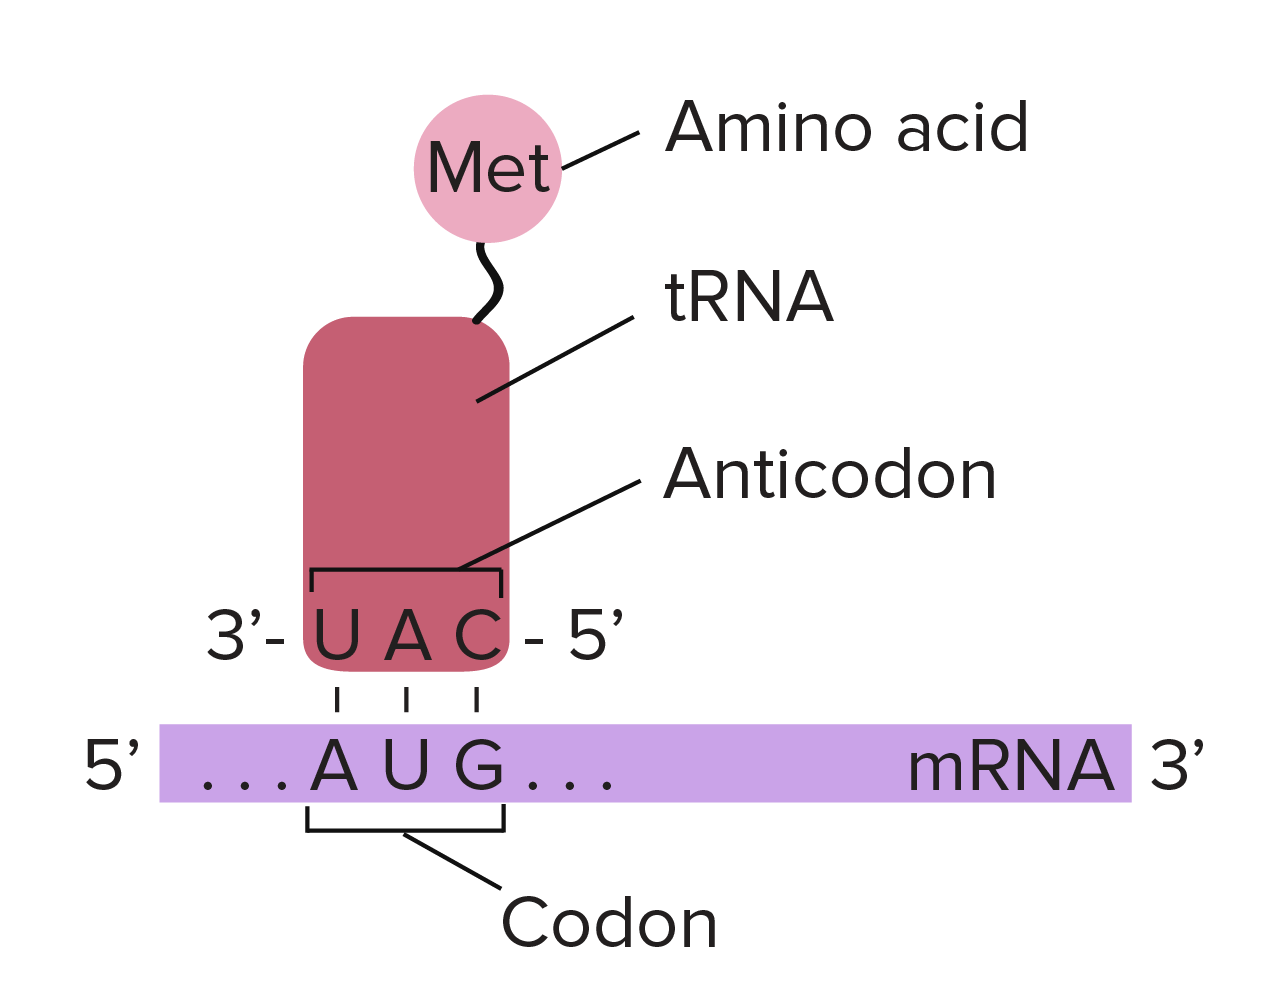 Met
Amino acid
tRNA
Anticodon
3’- U A C - 5’
5’ . . . A U G . . . mRNA 3’
Codon